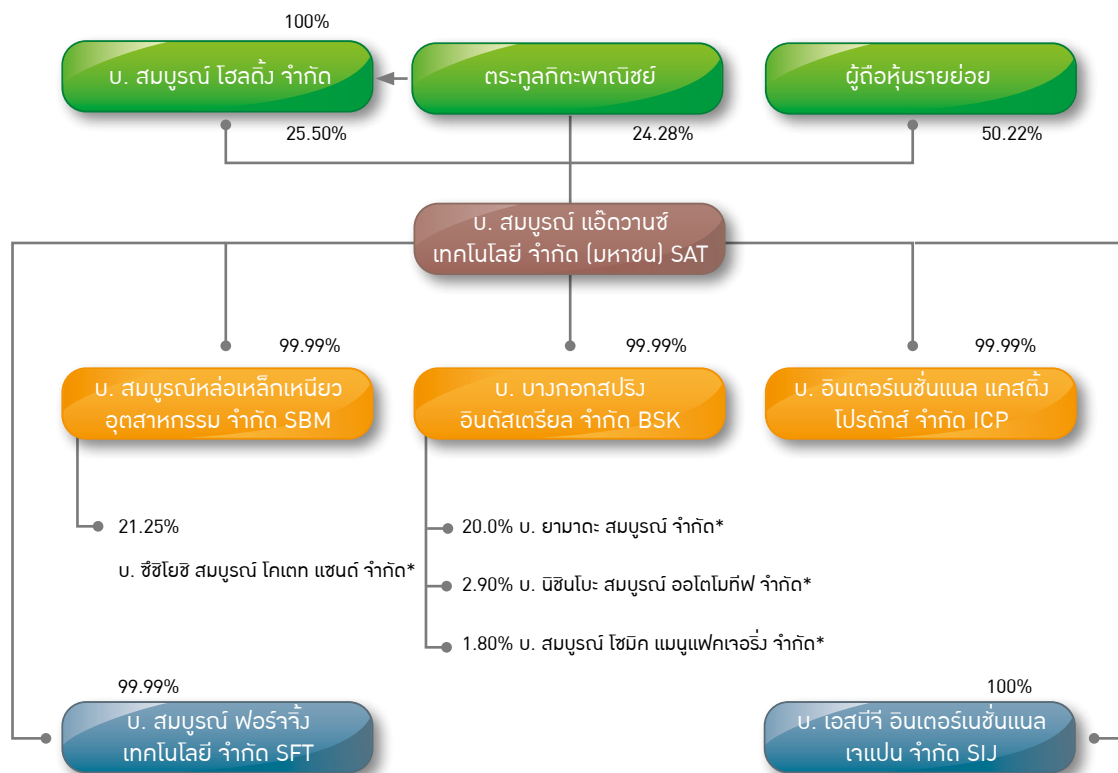 100%
บ. สมบูรณ์ โฮลดิ้ง จำกัด
ตระกูลกิตะพาณิชย์
ผู้ถือหุ้นรายย่อย
25.50%
24.28%
50.22%
บ. สมบูรณ์ แอ๊ดวานซ์
เทคโนโลยี จำกัด (มหาชน) SAT
99.99%
99.99%
99.99%
บ. สมบูรณ์หล่อเหล็กเหนียว
อุตสาหกรรม จำกัด SBM
บ. บางกอกสปริง
อินดัสเตรียล จำกัด BSK
บ. อินเตอร์เนชั่นแนล แคสติ้ง
โปรดักส์ จำกัด ICP
21.25%
บ. ซึชิโยชิ สมบูรณ์ โคเตท แซนด์ จำกัด*
20.0% บ. ยามาดะ สมบูรณ์ จำกัด*
2.90% บ. นิชินโบะ สมบูรณ์ ออโตโมทีฟ จำกัด*
1.80% บ. สมบูรณ์ โซมิค แมนูแฟคเจอริ่ง จำกัด*
99.99%
บ. สมบูรณ์ ฟอร์จจิ้ง
เทคโนโลยี จำกัด SFT
100%
บ. เอสบีจี อินเตอร์เนชั่นแนล
เจแปน จำกัด SIJ